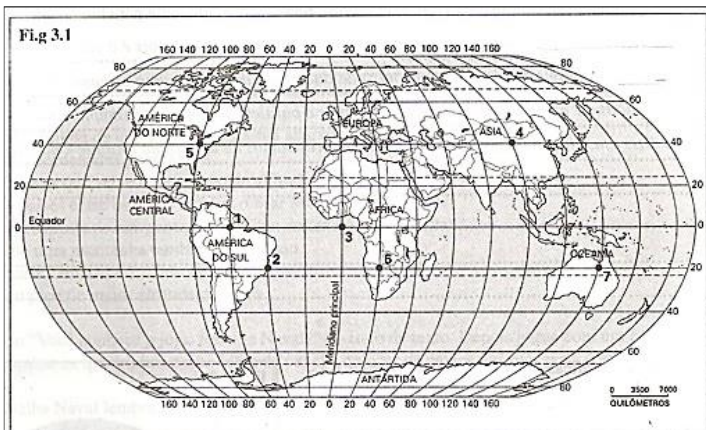 Fi.g 3.1
160 140 120 100 80 60 40 20 0 20 40 60 80 100 120 140 160
80 80
60 60
AMÉRICA DO NORTE
EUROPA
ÁSIA
4
40 5 40
20 20
AMÉRICA CENTRAL
ÁFRICA
Equador
0 1 3 0
AMÉRICA DO SUL
OCEANIA
2 6 7
20 20
40 40
Meridiano principal
60 60
ANTÁRTIDA
80 80
0 3500 7000
QUILÔMETROS
160 140 120 100 80 60 40 20 0 20 40 60 80 100 120 140 160